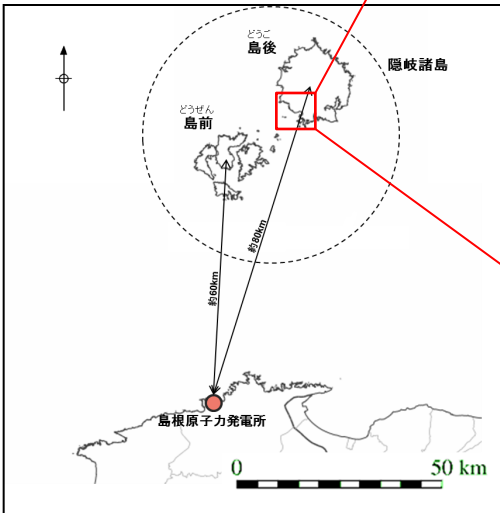 どうご
島後
隠岐諸島
どうぜん
島前
約80km
約60km
島根原子力発電所
0 50 km